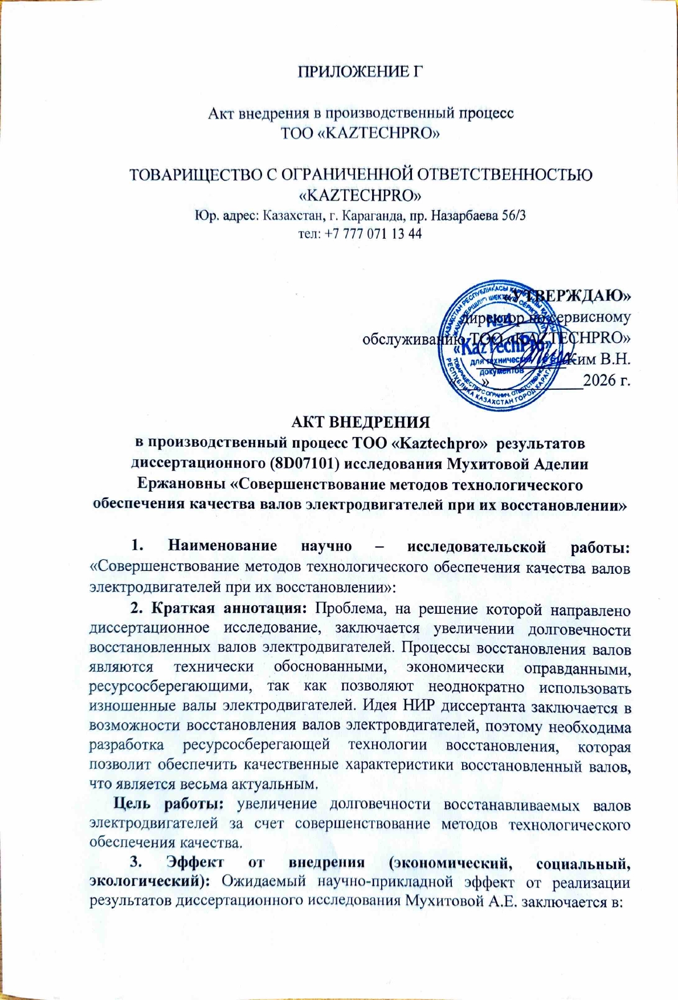 ПРИЛОЖЕНИЕ Г
Акт внедрения в производственный процесс
ТОО «KAZTECHPRO»
ТОВАРИЩЕСТВО С ОГРАНИЧЕННОЙ ОТВЕТСТВЕННОСТЬЮ
«KAZTECHPRO»
Юр. адрес: Казахстан, г. Караганда, пр. Назарбаева 56/3
тел: +7 777 071 13 44
«УТВЕРЖДАЮ»
директор по сервисному
обслуживанию ТОО «KAZTECHPRO»
Ким В.Н.
«___» ____________2026 г.
№4
«KazTechPro»
для технических
документов
РЕСПУБЛИКА КАЗАХСТАН ГОРОД
АКТ ВНЕДРЕНИЯ
в производственный процесс ТОО «Kaztechpro» результатов
диссертационного (8D07101) исследования Мухитовой Аделии
Ержановны «Совершенствование методов технологического
обеспечения качества валов электродвигателей при их восстановлении»
1. Наименование научно – исследовательской работы:
«Совершенствование методов технологического обеспечения качества валов
электродвигателей при их восстановлении»:
2. Краткая аннотация: Проблема, на решение которой направлено
диссертационное исследование, заключается увеличении долговечности
восстановленных валов электродвигателей. Процессы восстановления валов
являются технически обоснованными, экономически оправданными,
ресурсосберегающими, так как позволяют неоднократно использовать
изношенные валы электродвигателей. Идея НИР диссертанта заключается в
возможности восстановления валов электровдигателей, поэтому необходима
разработка ресурсосберегающей технологии восстановления, которая
позволит обеспечить качественные характеристики восстановленный валов,
что является весьма актуальным.
Цель работы: увеличение долговечности восстанавливаемых валов
электродвигателей за счет совершенствование методов технологического
обеспечения качества.
3. Эффект от внедрения (экономический, социальный,
экологический): Ожидаемый научно-прикладной эффект от реализации
результатов диссертационного исследования Мухитовой А.Е. заключается в: